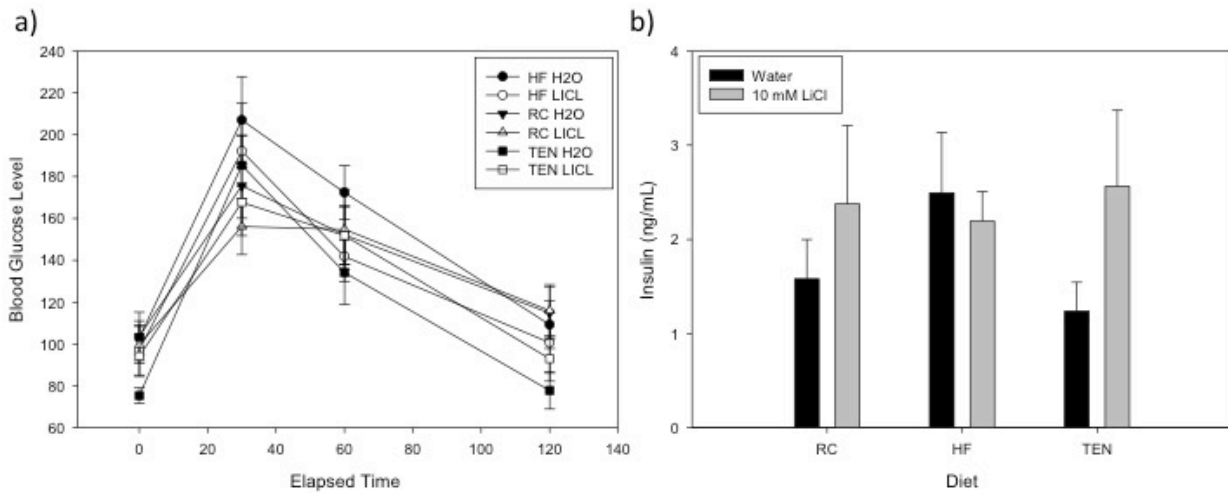 a)
240
220
200
180
160
140
120
100
80
60
Blood Glucose Level
0 20 40 60 80 100 120 140
Elapsed Time
HF H2O
HF LICL
RC H2O
RC LICL
TEN H2O
TEN LICL
b)
4
3
2
1
0
Insulin (ng/mL)
Water
10 mM LiCl
RC HF TEN
Diet